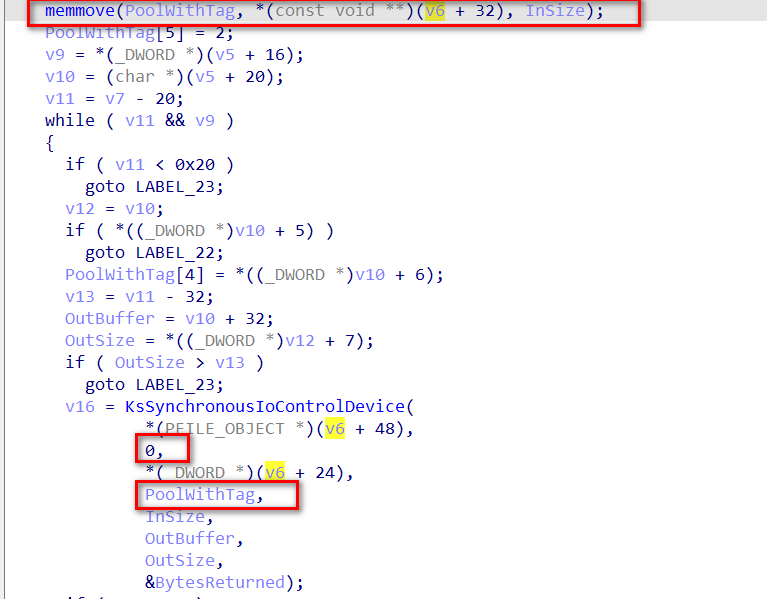 memmove(PoolWithTag, *(const void **)(v6 + 32), InSize);
PoolWithTag[5] = 2;
v9 = *(_DWORD *)(v5 + 16);
v10 = (char *)(v5 + 20);
v11 = v7 - 20;
while ( v11 && v9 )
{
if ( v11 < 0x20 )
goto LABEL_23;
v12 = v10;
if ( *((_DWORD *)v10 + 5) )
goto LABEL_22;
PoolWithTag[4] = *((_DWORD *)v10 + 6);
v13 = v11 - 32;
OutBuffer = v10 + 32;
OutSize = *((_DWORD *)v12 + 7);
if ( OutSize > v13 )
goto LABEL_23;
v16 = KsSynchronousIoControlDevice(
*(PFILE_OBJECT *)(v6 + 48),
0,
*(_DWORD *)(v6 + 24),
PoolWithTag,
InSize,
OutBuffer,
OutSize,
&BytesReturned);